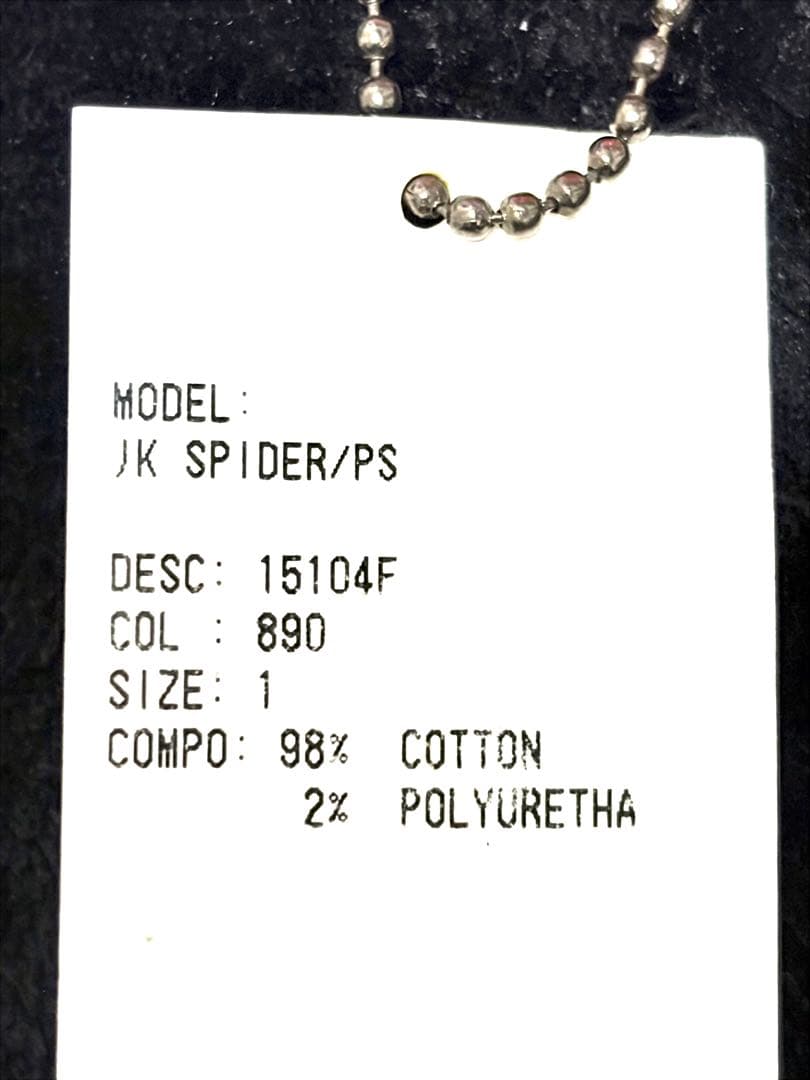 MODEL:
JK SPIDER/PS
DESC: 15104F
COL : 890
SIZE: 1
COMPO: 98% COTTON
2% POLYURETHA